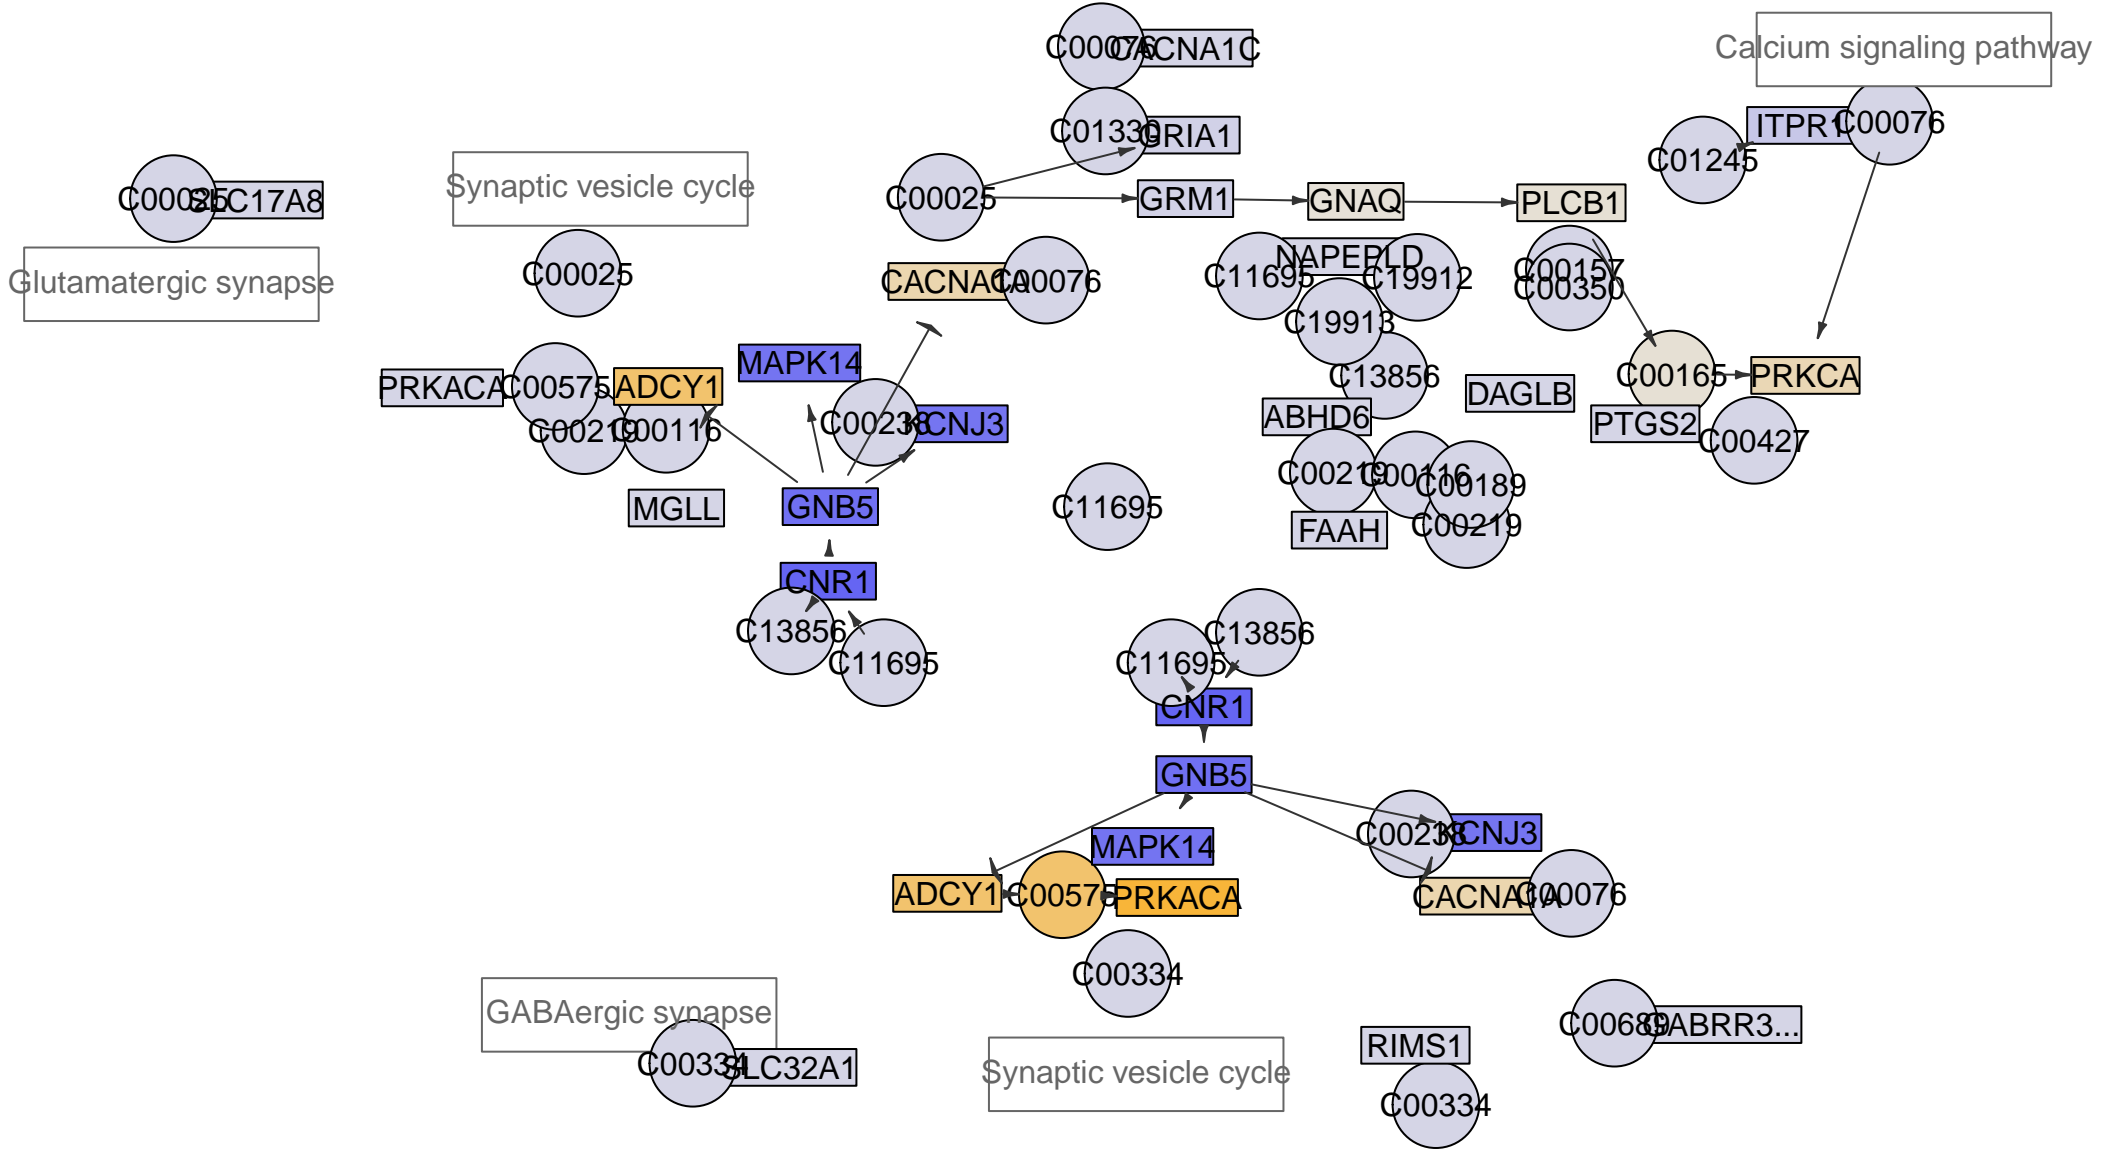 C00076
CACNA1C
Calcium signaling pathway
C01330
GRIA1
ITPR1
C00076
C01245
Synaptic vesicle cycle
C00025
SLC17A8
C00025
GRM1
GNAQ
PLCB1
Glutamatergic synapse
C00025
CACNA1A
C00076
C11695
NAPEPLD
C19912
C00157
C00350
C19913
MAPK14
PRKACA
C00575
ADCY1
C13856
DAGLB
C00165
PRKCA
C00219
C00116
C00238
KCNJ3
ABHD6
PTGS2
C00427
MGLL
GNB5
C11695
C00219
C00116
C00189
C00219
FAAH
CNR1
C13856
C11695
C11695
C13856
CNR1
GNB5
MAPK14
C00238
KCNJ3
ADCY1
C00575
PRKACA
CACNA1A
C00076
C00334
GABAergic synapse
C00334
SLC32A1
Synaptic vesicle cycle
RIMS1
C00334
C00689
GABRR3...